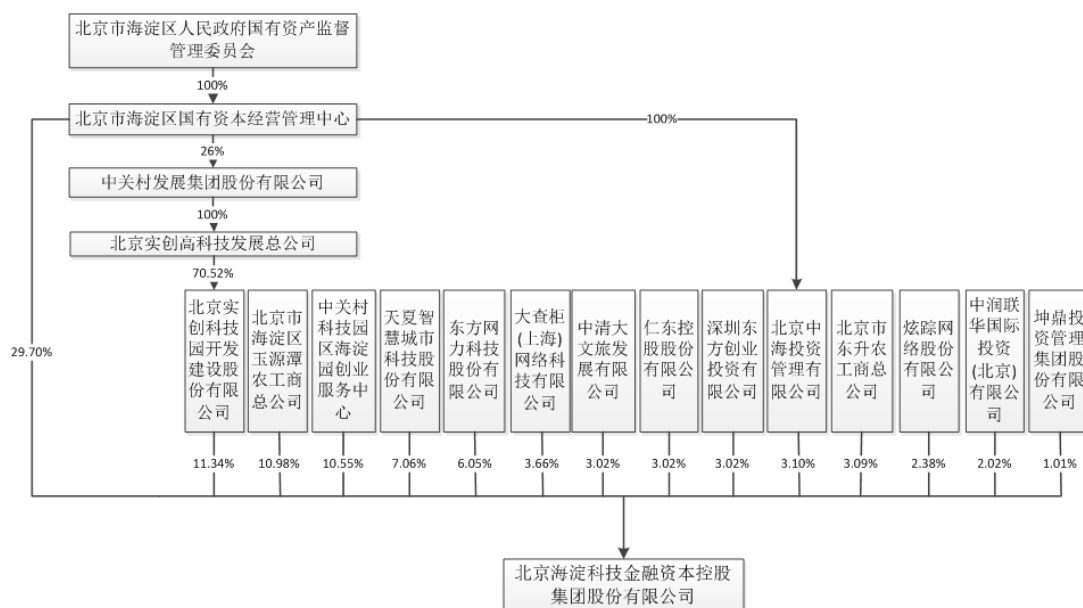 北京市海淀区人民政府国有资产监督
管理委员会
100%
北京市海淀区国有资本经营管理中心
100%
26%
中关村发展集团股份有限公司
100%
北京实创高科技发展总公司
70.52%
29.70%
北京实
创科技
园开发
建设股
份有限
公司
北京市
海淀区
玉源潭
农工商
总公司
中关村
科技园
区海淀
园创业
服务中
心
天夏智
慧城市
科技股
份有限
公司
东方网
力科技
股份有
限公司
大查柜
(上海)
网络科
技有限
公司
中清大
文旅发
展有限
公司
仁东控
股股份
有限公
司
深圳东
方创业
投资有
限公司
北京中
海投资
管理有
限公司
北京市
东升农
工商总
公司
炫踪网
络股份
有限公
司
中润联
华国际
投资
(北京)
有限公
司
坤鼎投
资管理
集团股
份有限
公司
11.34%
10.98%
10.55%
7.06%
6.05%
3.66%
3.02%
3.02%
3.02%
3.10%
3.09%
2.38%
2.02%
1.01%
北京海淀科技金融资本控股
集团股份有限公司